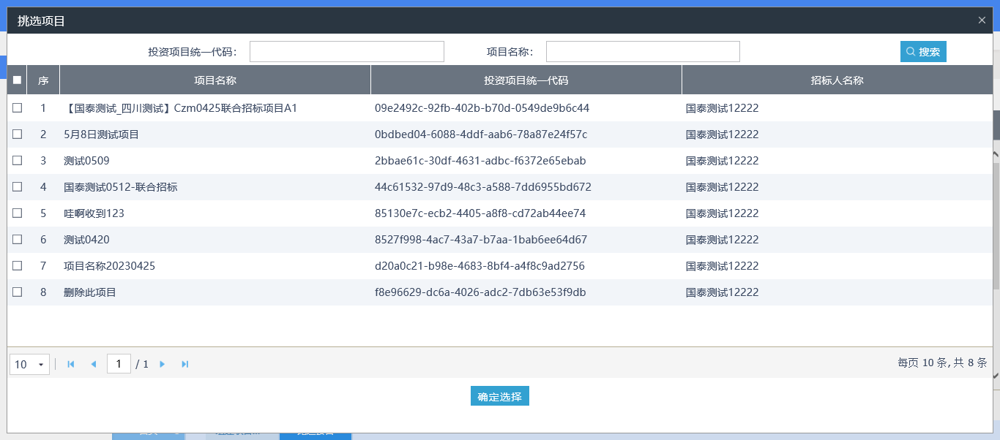 挑选项目
投资项目统一代码： 项目名称： 搜索
序 项目名称 投资项目统一代码 招标人名称
1 【国泰测试_四川测试】Czm0425联合招标项目A1 09e2492c-92fb-402b-b70d-0549de9b6c44 国泰测试12222
2 5月8日测试项目 0bdbed04-6088-4ddf-aab6-78a87e24f57c 国泰测试12222
3 测试0509 2bbae61c-30df-4631-adbc-f6372e65ebab 国泰测试12222
4 国泰测试0512-联合招标 44c61532-97d9-48c3-a588-7dd6955bd672 国泰测试12222
5 哇啊收到123 85130e7c-ecb2-4405-a8f8-cd72ab44ee74 国泰测试12222
6 测试0420 8527f998-4ac7-43a7-b7aa-1bab6ee64d67 国泰测试12222
7 项目名称20230425 d20a0c21-b98e-4683-8bf4-a4f8c9ad2756 国泰测试12222
8 删除此项目 f8e96629-dc6a-4026-adc2-7db63e53f9db 国泰测试12222
10 1 / 1 每页 10 条, 共 8 条
确定选择